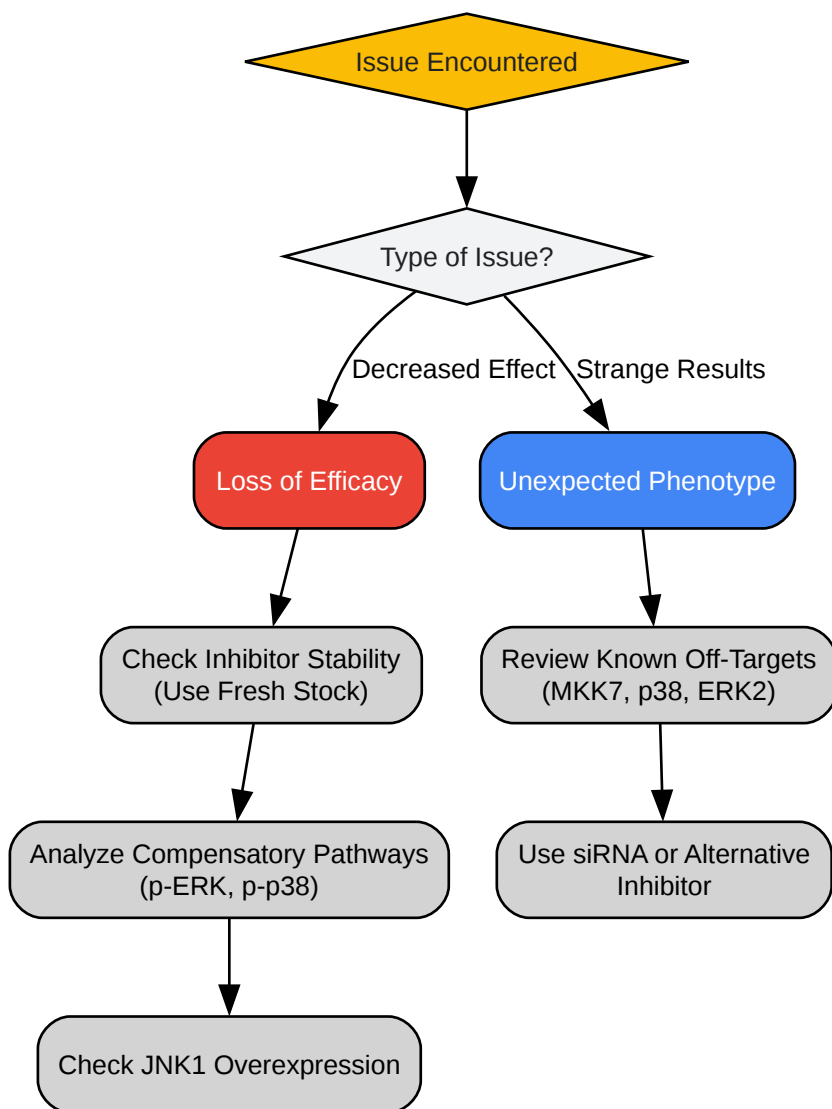 Issue Encountered
Type of Issue?
Decreased Effect
Strange Results
Loss of Efficacy
Unexpected Phenotype
Check Inhibitor Stability
(Use Fresh Stock)
Review Known Off-Targets
(MKK7, p38, ERK2)
Analyze Compensatory Pathways
(p-ERK, p-p38)
Use siRNA or Alternative
Inhibitor
Check JNK1 Overexpression